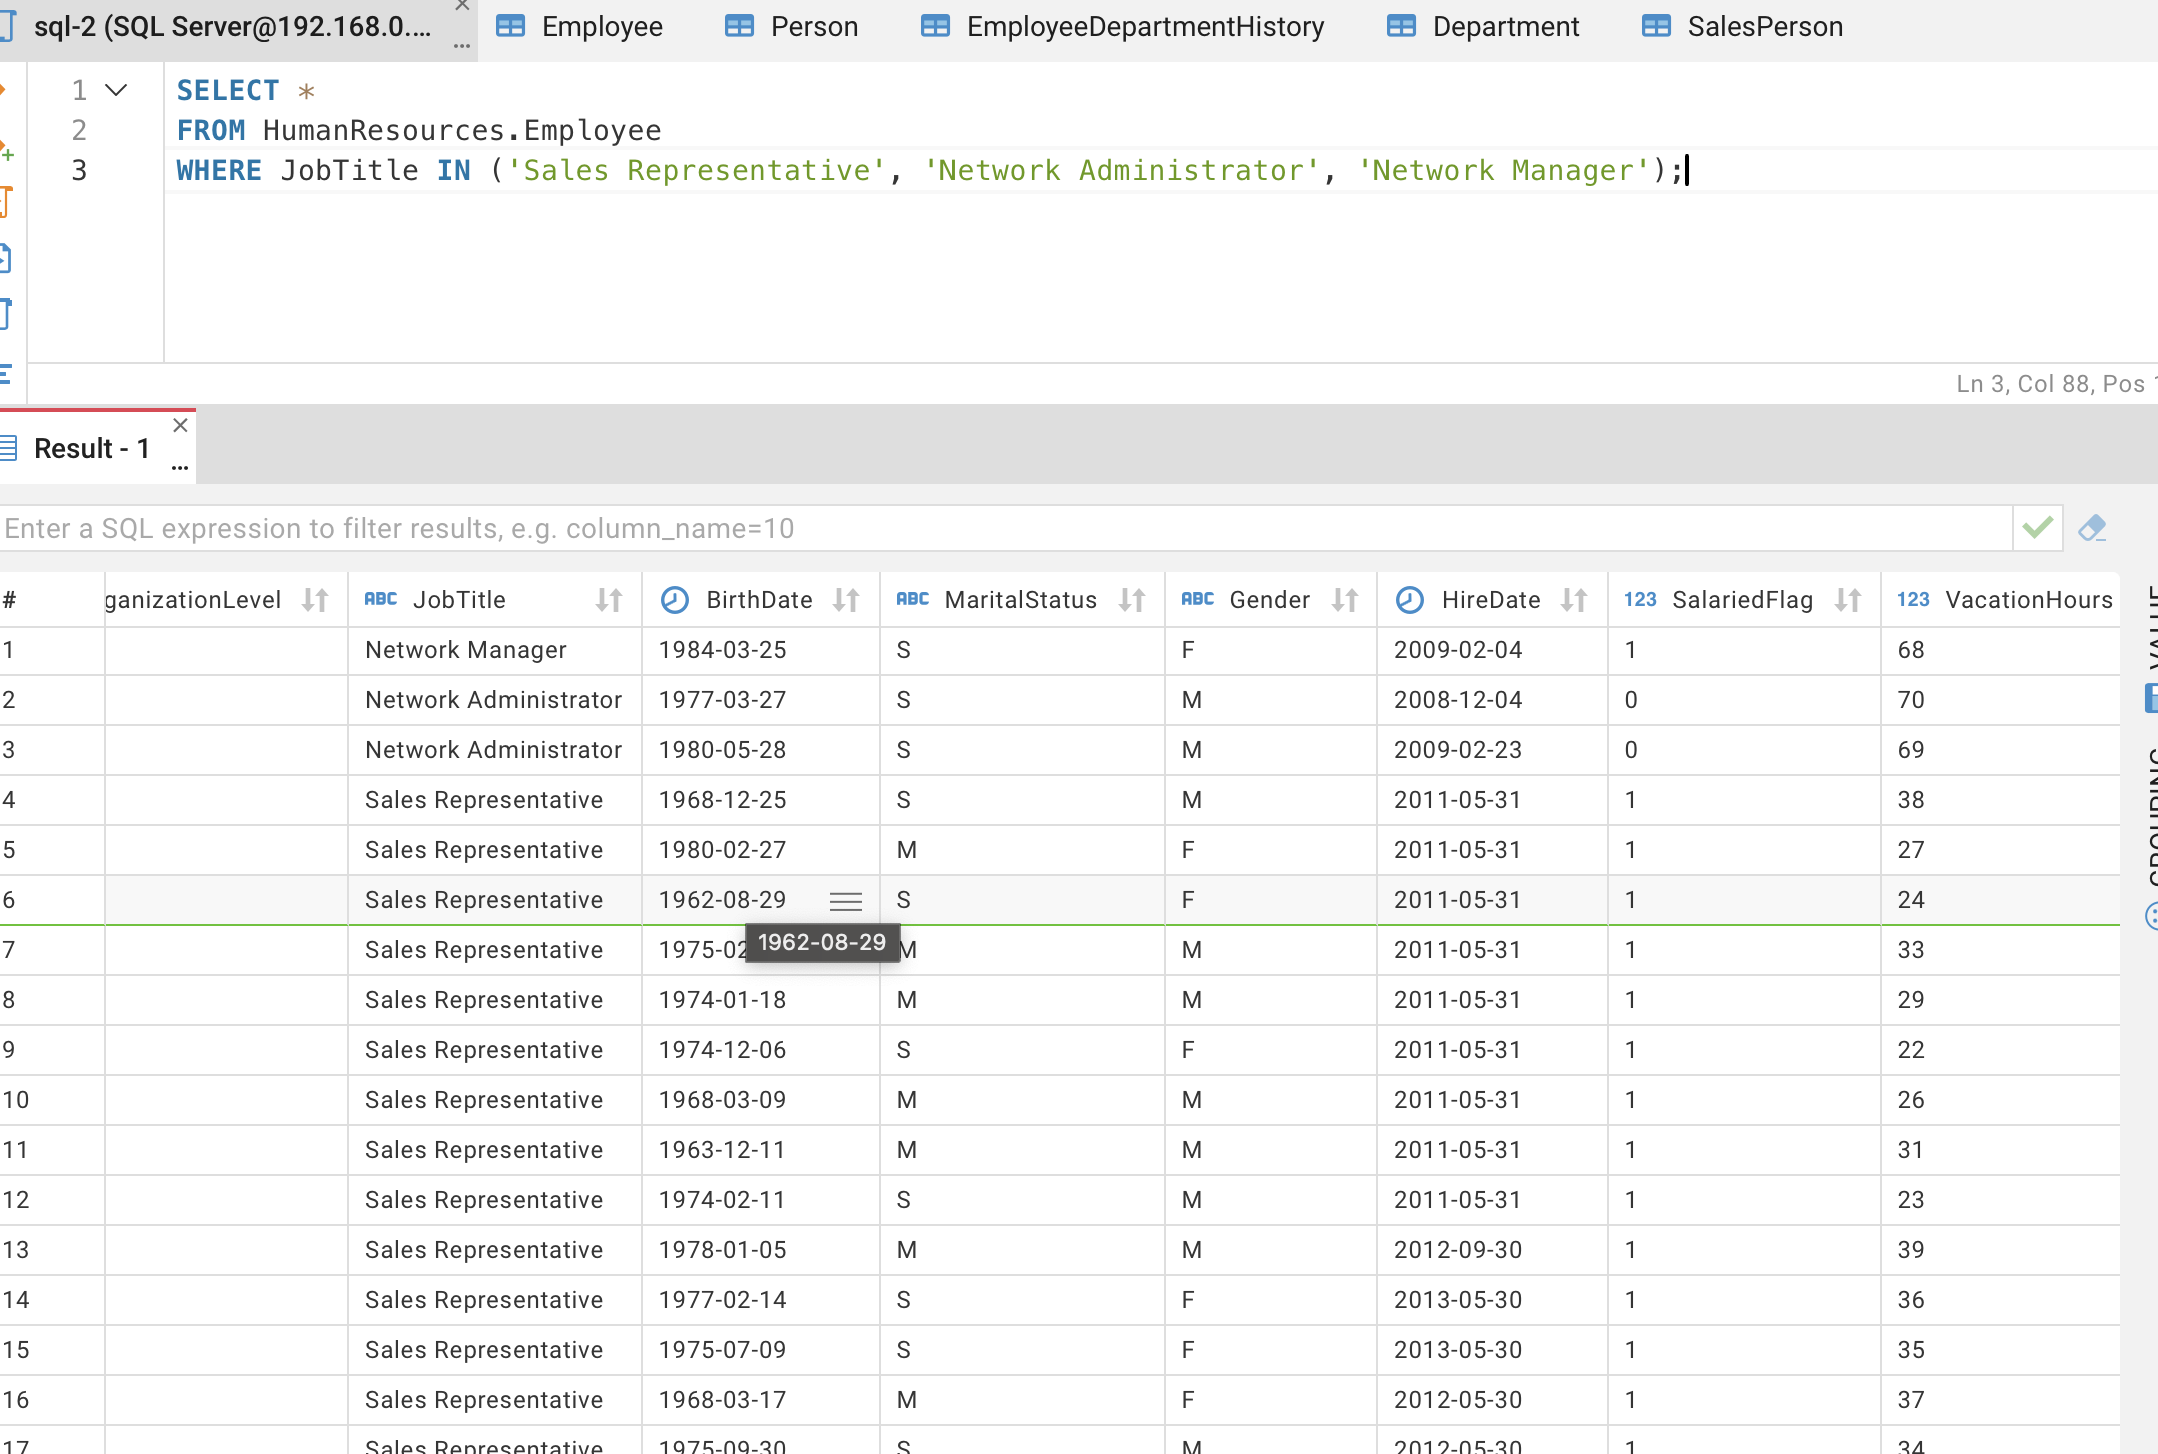 sql-2 (SQL Server@192.168.0.... Employee Person EmployeeDepartmentHistory Department SalesPerson
1 SELECT *
2 FROM HumanResources.Employee
3 WHERE JobTitle IN ('Sales Representative', 'Network Administrator', 'Network Manager');
Ln 3, Col 88, Pos
Result - 1
Enter a SQL expression to filter results, e.g. column_name=10
# ganizationLevel ABC JobTitle BirthDate ABC MaritalStatus ABC Gender HireDate 123 SalariedFlag 123 VacationHours
1 Network Manager 1984-03-25 S F 2009-02-04 1 68
2 Network Administrator 1977-03-27 S M 2008-12-04 0 70
3 Network Administrator 1980-05-28 S M 2009-02-23 0 69
4 Sales Representative 1968-12-25 S M 2011-05-31 1 38
5 Sales Representative 1980-02-27 M F 2011-05-31 1 27
6 Sales Representative 1962-08-29 S F 2011-05-31 1 24
7 Sales Representative 1975-02 1962-08-29 M M 2011-05-31 1 33
8 Sales Representative 1974-01-18 M M 2011-05-31 1 29
9 Sales Representative 1974-12-06 S F 2011-05-31 1 22
10 Sales Representative 1968-03-09 M M 2011-05-31 1 26
11 Sales Representative 1963-12-11 M M 2011-05-31 1 31
12 Sales Representative 1974-02-11 S M 2011-05-31 1 23
13 Sales Representative 1978-01-05 M M 2012-09-30 1 39
14 Sales Representative 1977-02-14 S F 2013-05-30 1 36
15 Sales Representative 1975-07-09 S F 2013-05-30 1 35
16 Sales Representative 1968-03-17 M F 2012-05-30 1 37
17 Sales Representative 1975-09-30 S M 2012-05-30 1 34